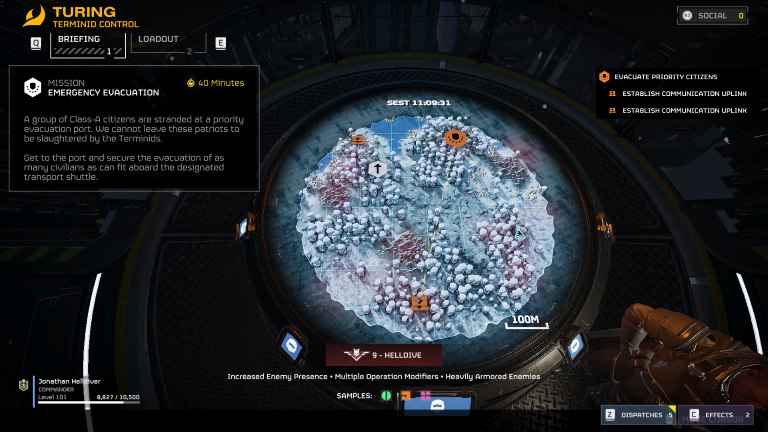 TURING
TERMINID CONTROL
SOCIAL 0
Q
BRIEFING
1
LOADOUT
2
E
MISSION
EMERGENCY EVACUATION
40 Minutes
A group of Class-A citizens are stranded at a priority
evacuation port. We cannot leave these patriots to
be slaughtered by the Terminids.
Get to the port and secure the evacuation of as
many civilians as can fit aboard the designated
transport shuttle.
EVACUATE PRIORITY CITIZENS
ESTABLISH COMMUNICATION UPLINK
ESTABLISH COMMUNICATION UPLINK
SEST 11:09:31
100M
9 - HELLDIVE
Increased Enemy Presence • Multiple Operation Modifiers • Heavily Armored Enemies
SAMPLES:
Jonathan Helldiver
COMMANDER
Level 101
8,827 / 10,500
Z DISPATCHES 5
C EFFECTS 2